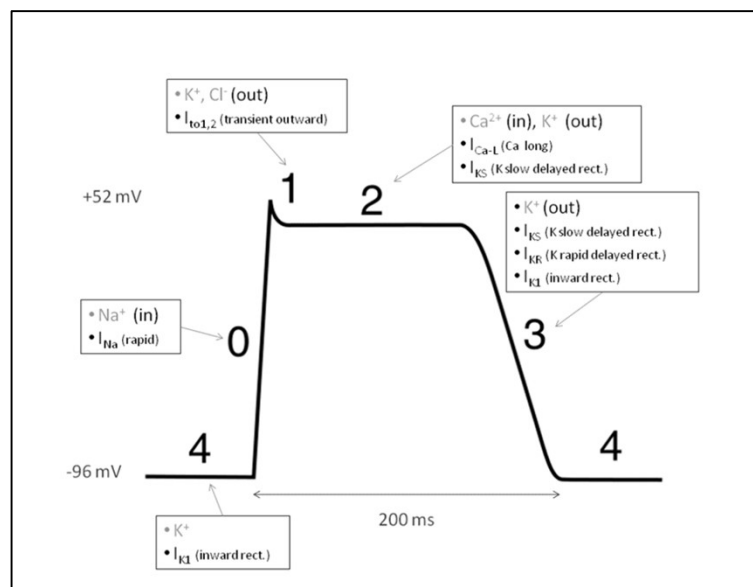 • K⁺, Cl⁻ (out)
• I_to1,2 (transient outward)
• Ca²⁺ (in), K⁺ (out)
• I_Ca-L (Ca long)
• I_KS (K slow delayed rect.)
1
2
+52 mV
• K⁺ (out)
• I_KS (K slow delayed rect.)
• I_KR (K rapid delayed rect.)
• I_K1 (inward rect.)
• Na⁺ (in)
• I_Na (rapid)
0
3
4
4
-96 mV
200 ms
• K⁺
• I_K1 (inward rect.)